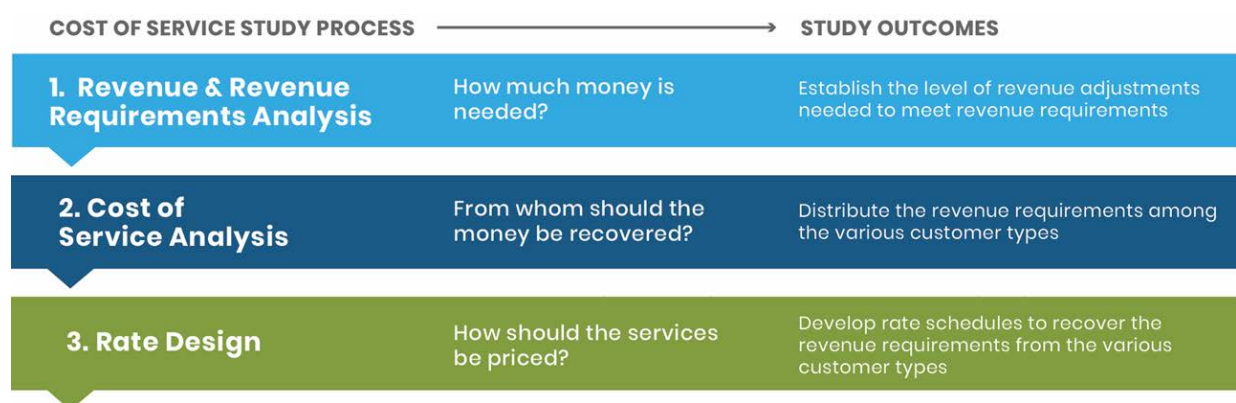 COST OF SERVICE STUDY PROCESS
STUDY OUTCOMES
1. Revenue & Revenue
Requirements Analysis
How much money is
needed?
Establish the level of revenue adjustments
needed to meet revenue requirements
2. Cost of
Service Analysis
From whom should the
money be recovered?
Distribute the revenue requirements among
the various customer types
3. Rate Design
How should the services
be priced?
Develop rate schedules to recover the
revenue requirements from the various
customer types